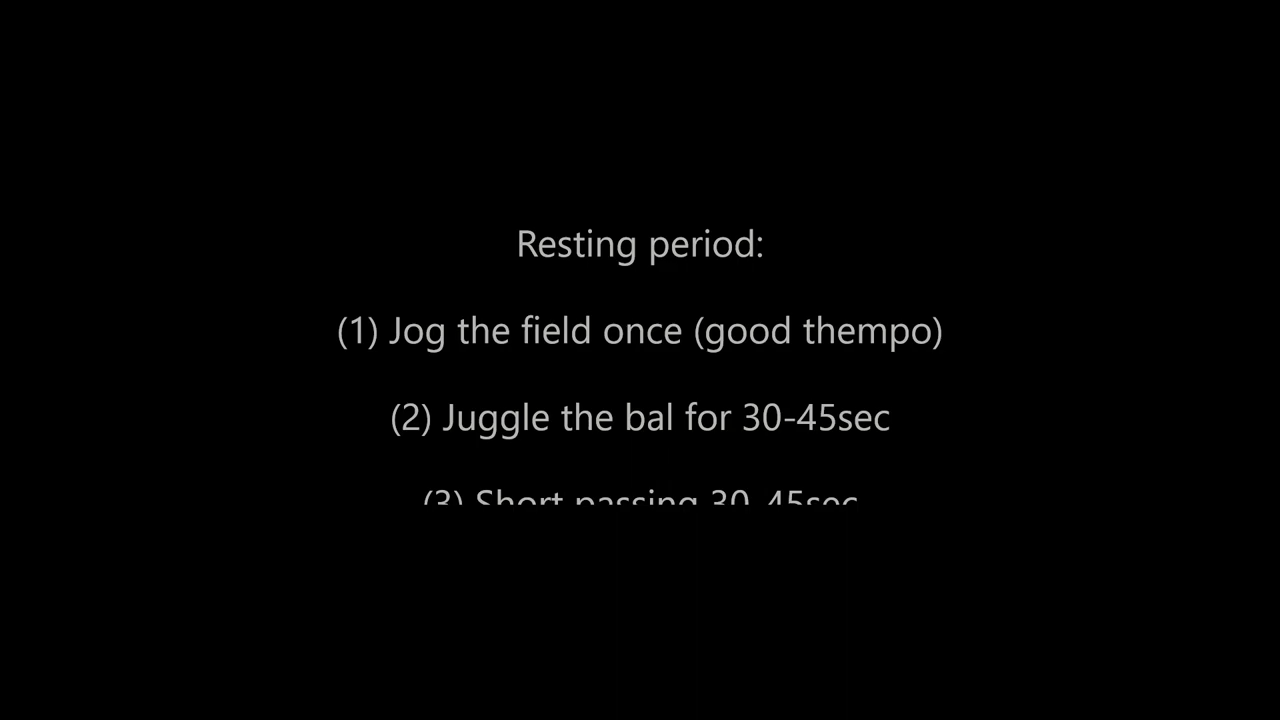 Resting period:
(1) Jog the field once (good thempo)
(2) Juggle the bal for 30-45sec
(3) Short passing 30-45sec